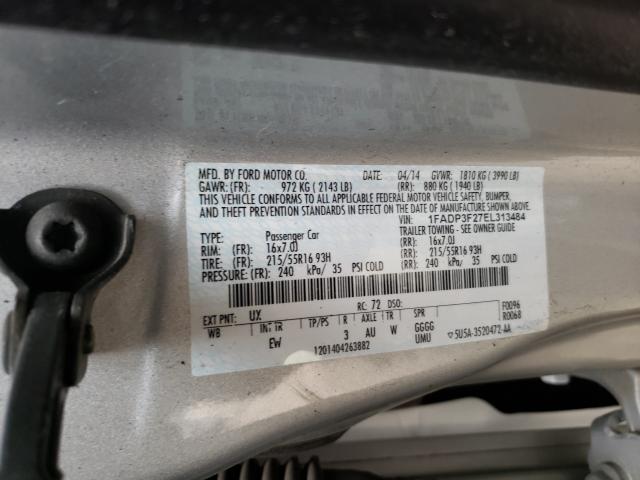 MFD. BY FORD MOTOR CO. DATE: 04/14 GVWR: 1810 KG ( 3990 LB)
GAWR: (FR): 972 KG ( 2143 LB) (RR): 880 KG ( 1940 LB)
THIS VEHICLE CONFORMS TO ALL APPLICABLE FEDERAL MOTOR VEHICLE SAFETY, BUMPER,
AND THEFT PREVENTION STANDARDS IN EFFECT ON THE DATE OF MANUFACTURE SHOWN ABOVE.
VIN: 1FADP3F27EL313484
TYPE: Passenger Car TRAILER TOWING - SEE OWNER GUIDE
RIM: (FR): 16x7.0J (RR): 16x7.0J
TIRE: (FR): 215/55R16 93H (RR): 215/55R16 93H
PRESSURE: (FR): 240 kPa/ 35 PSI COLD (RR): 240 kPa/ 35 PSI COLD
EXT PNT: UX RC: 72 DSO: F0096
WB INT TR TP/PS R AXLE TR SPR R0068
EW 3 AU W GGGG
UMU
1201404263882 5U5A-3520472-AA